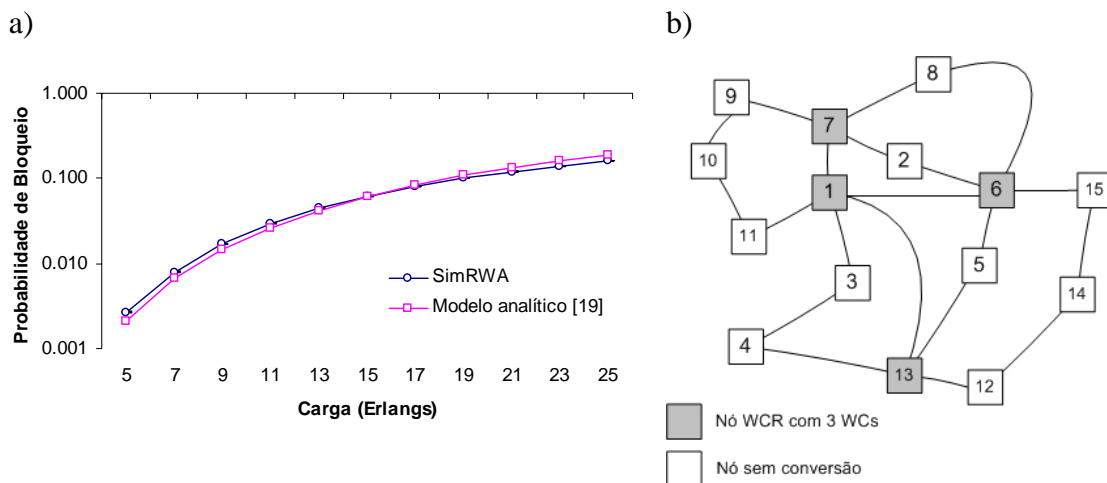 a)
Probabilidade de Bloqueio
1.000
0.100
0.010
0.001
SimRWA
Modelo analítico [19]
5 7 9 11 13 15 17 19 21 23 25
Carga (Erlangs)
b)
8
9
7
2
10
6
15
1
11
5
3
14
4
13
12
Nó WCR com 3 WCs
Nó sem conversão